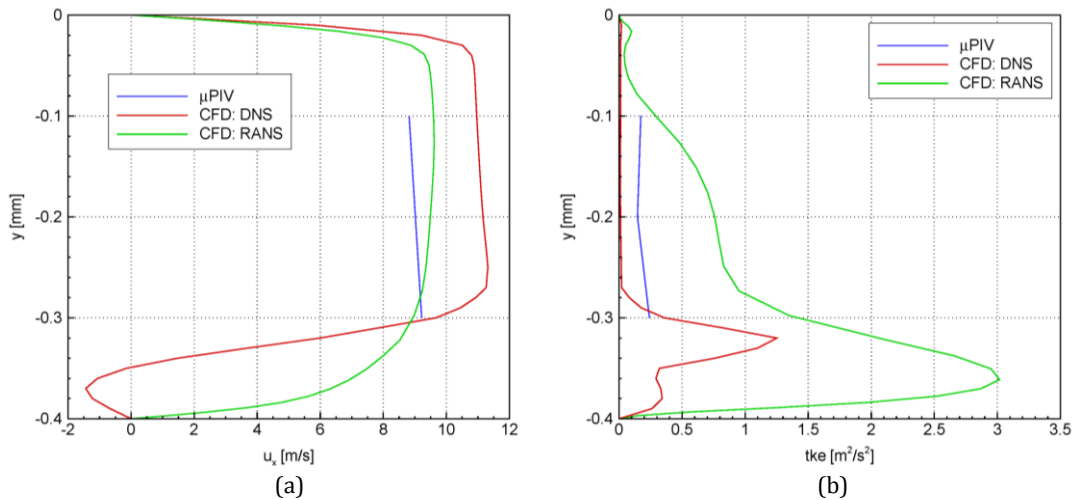 0
-0.1
-0.2
-0.3
-0.4
y [mm]
-2
0
2
4
6
8
10
12
uₓ [m/s]
μPIV
CFD: DNS
CFD: RANS
(a)
0
-0.1
-0.2
-0.3
-0.4
y [mm]
0
0.5
1
1.5
2
2.5
3
3.5
tke [m²/s²]
μPIV
CFD: DNS
CFD: RANS
(b)